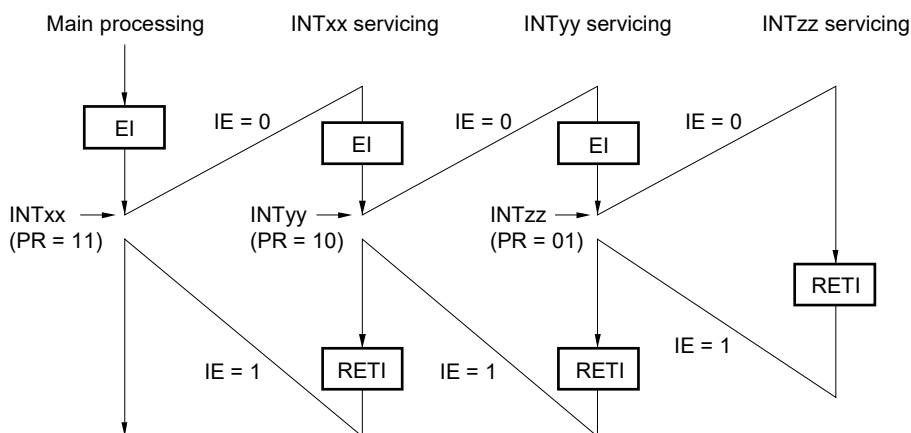 Main processing
INTxx servicing
INTyy servicing
INTzz servicing
IE = 0
IE = 0
IE = 0
EI
EI
EI
INTxx
(PR = 11)
INTyy
(PR = 10)
INTzz
(PR = 01)
RETI
IE = 1
RETI
IE = 1
RETI
IE = 1